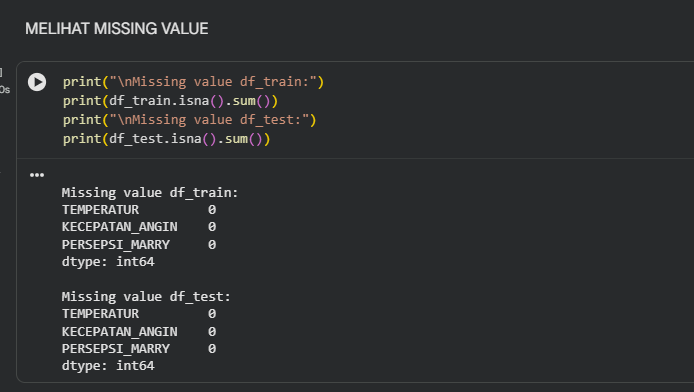 MELIHAT MISSING VALUE
]
0s
print("\nMissing value df_train:")
print(df_train.isna().sum())
print("\nMissing value df_test:")
print(df_test.isna().sum())
Missing value df_train:
TEMPERATUR 0
KECEPATAN_ANGIN 0
PERSEPSI_MARRY 0
dtype: int64
Missing value df_test:
TEMPERATUR 0
KECEPATAN_ANGIN 0
PERSEPSI_MARRY 0
dtype: int64